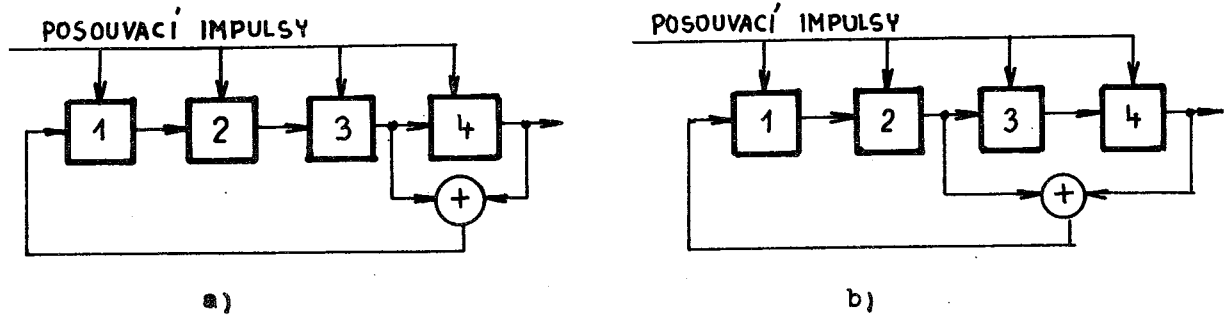 POSOUVACÍ IMPULSY
1 2 3 4
+
a)
POSOUVACÍ IMPULSY
1 2 3 4
+
b)